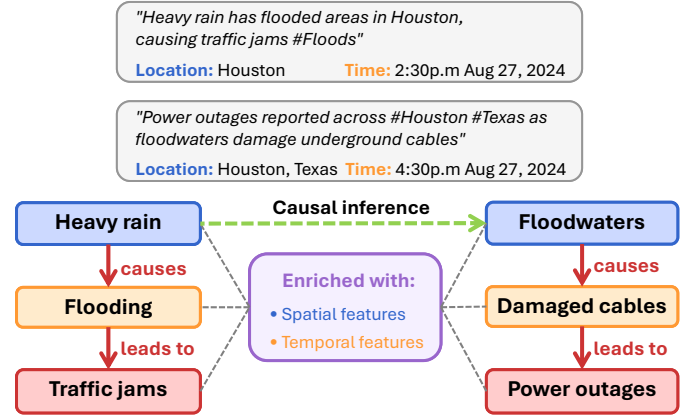 "Heavy rain has flooded areas in Houston,
causing traffic jams #Floods"
Location: Houston Time: 2:30p.m Aug 27, 2024
"Power outages reported across #Houston #Texas as
floodwaters damage underground cables"
Location: Houston, Texas Time: 4:30p.m Aug 27, 2024
Heavy rain
Causal inference
Floodwaters
causes
causes
Enriched with:
Flooding
• Spatial features
Damaged cables
• Temporal features
leads to
leads to
Traffic jams
Power outages